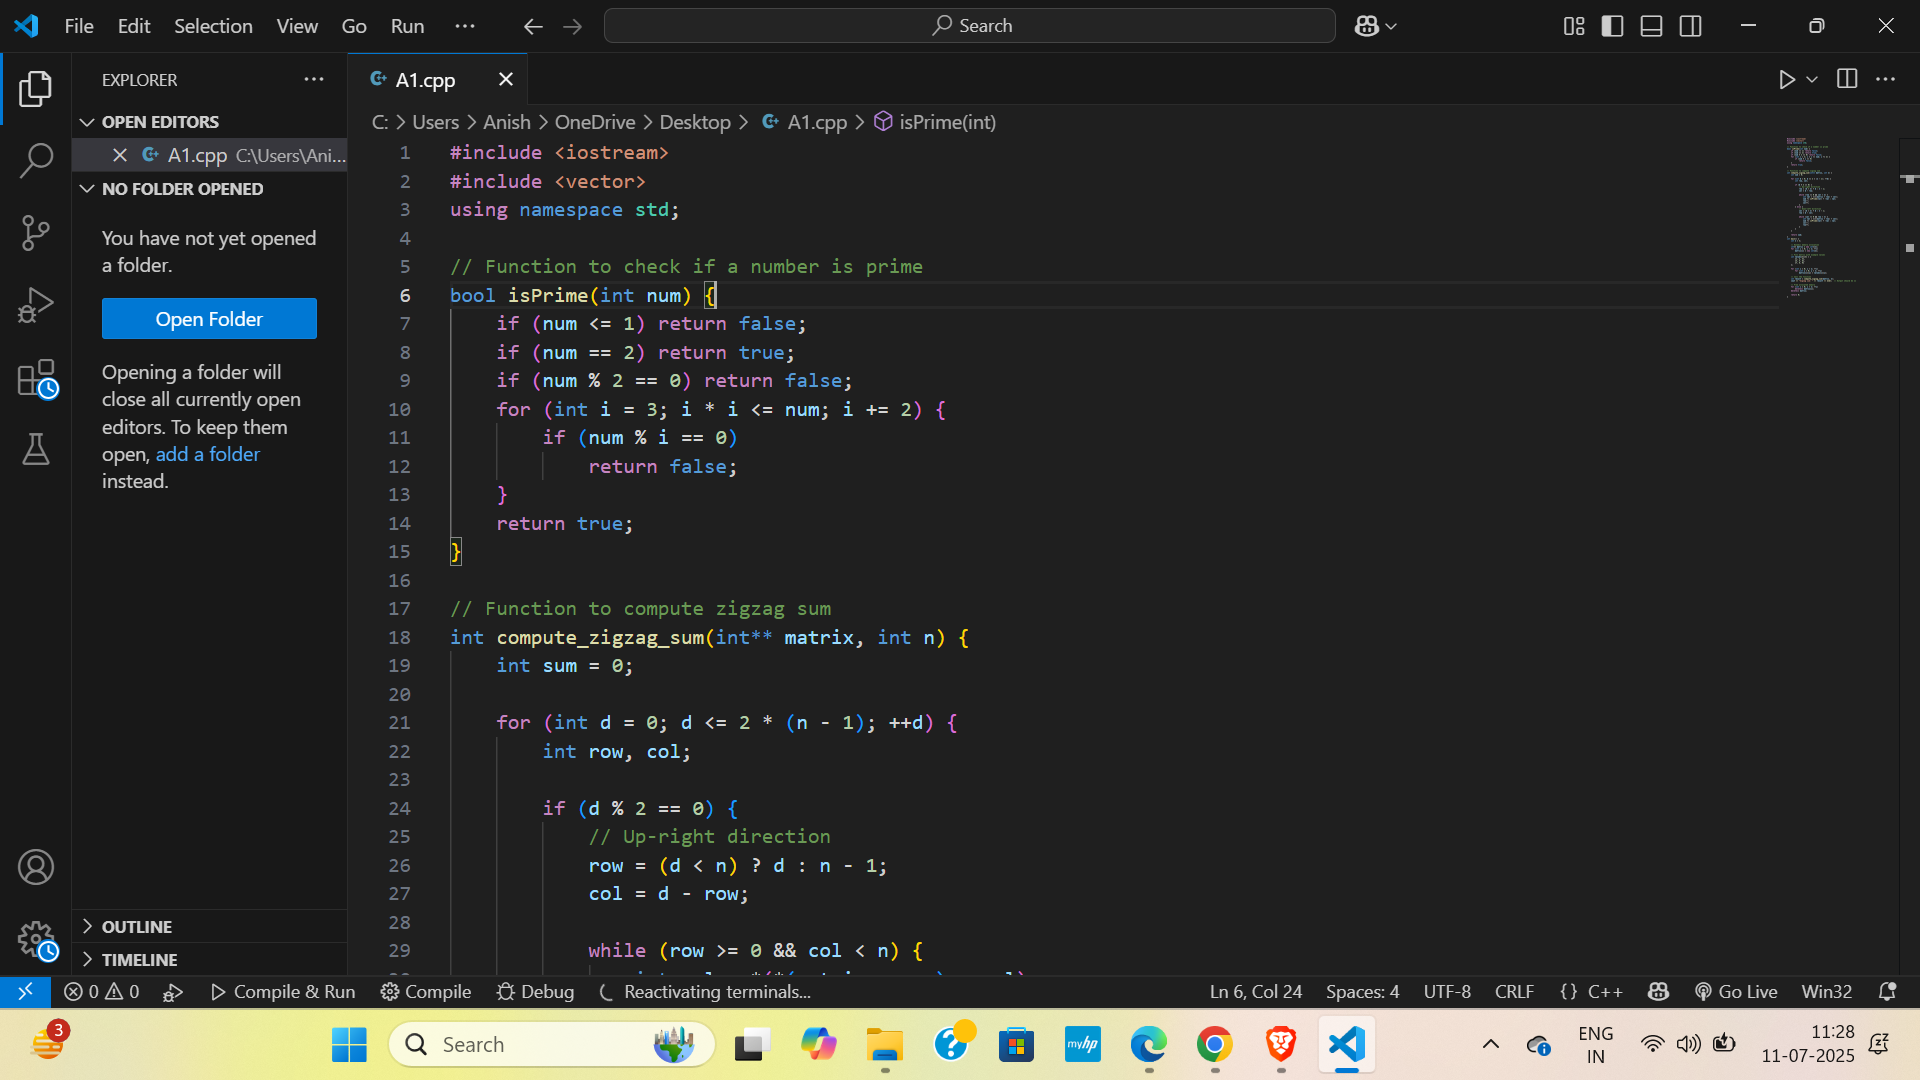 File Edit Selection View Go Run ... Search
EXPLORER
A1.cpp
OPEN EDITORS
A1.cpp C:\Users\Ani...
NO FOLDER OPENED
You have not yet opened
a folder.
Open Folder
Opening a folder will
close all currently open
editors. To keep them
open, add a folder
instead.
OUTLINE
TIMELINE
C: > Users > Anish > OneDrive > Desktop > A1.cpp > isPrime(int)
1 #include <iostream>
2 #include <vector>
3 using namespace std;
4
5 // Function to check if a number is prime
6 bool isPrime(int num) {
7     if (num <= 1) return false;
8     if (num == 2) return true;
9     if (num % 2 == 0) return false;
10     for (int i = 3; i * i <= num; i += 2) {
11         if (num % i == 0)
12             return false;
13     }
14     return true;
15 }
16
17 // Function to compute zigzag sum
18 int compute_zigzag_sum(int** matrix, int n) {
19     int sum = 0;
20
21     for (int d = 0; d <= 2 * (n - 1); ++d) {
22         int row, col;
23
24         if (d % 2 == 0) {
25             // Up-right direction
26             row = (d < n) ? d : n - 1;
27             col = d - row;
28
29             while (row >= 0 && col < n) {
0 0 Compile & Run Compile Debug Reactivating terminals... Ln 6, Col 24 Spaces: 4 UTF-8 CRLF {} C++ Go Live Win32
3 Search myhp ENG
IN
11:28
11-07-2025